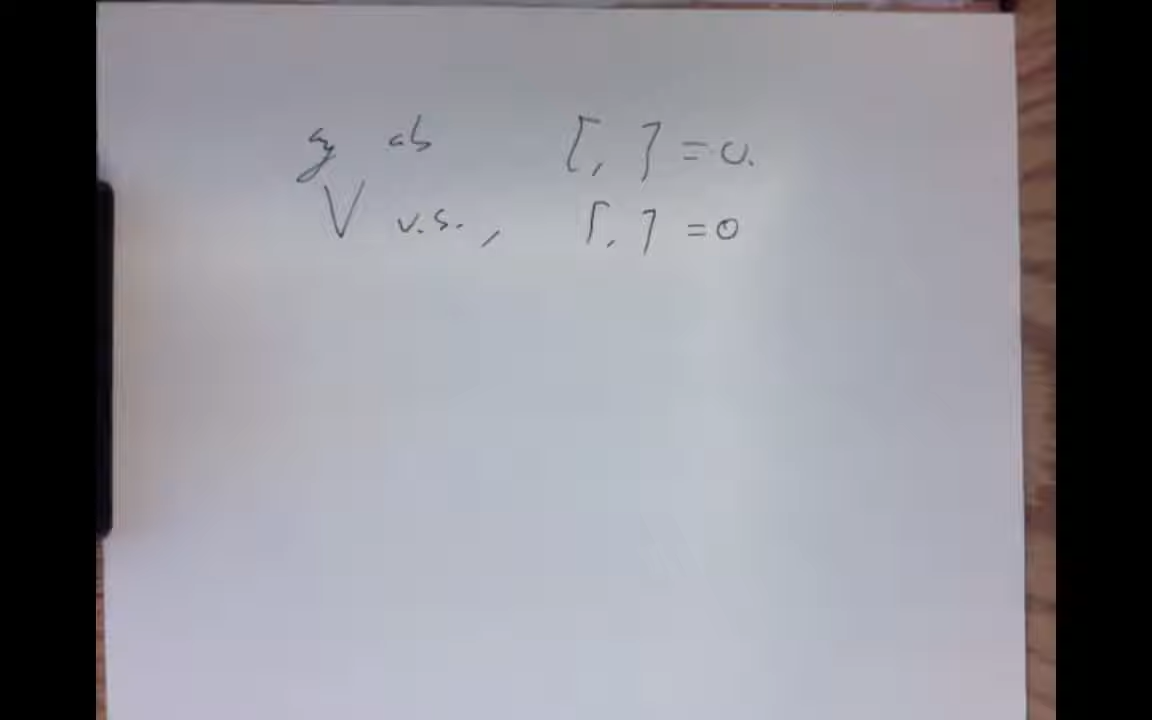 𝔤 ab [ , ] = 0.
V v.s., [ , ] = 0